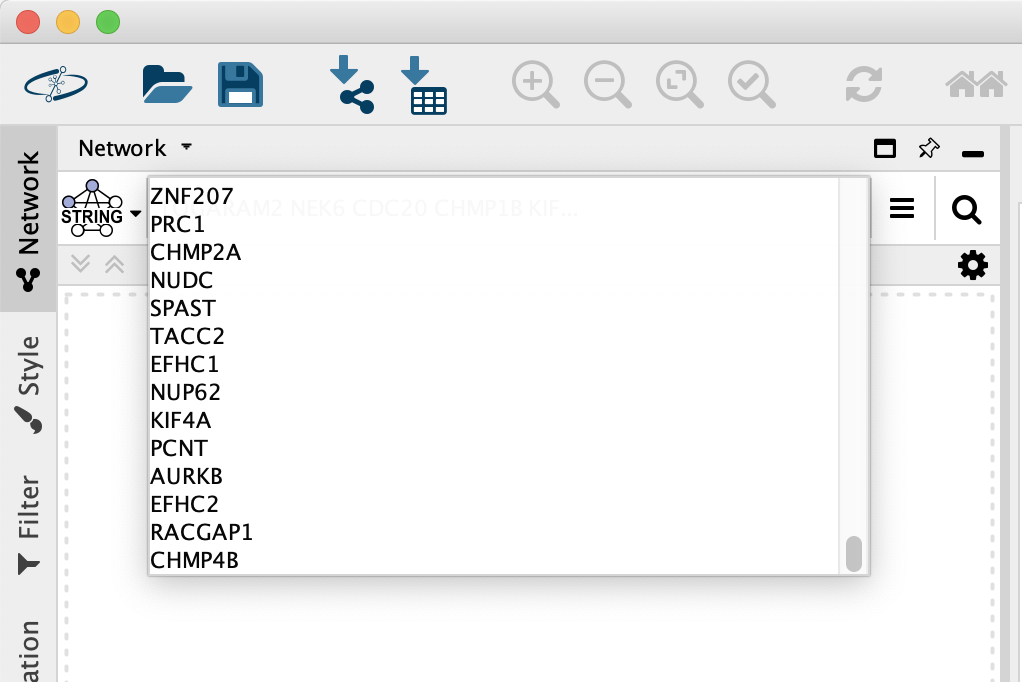 Network
STRING
ZNF207
NEK6 CDC20 CHMP1B KIF...
PRC1
CHMP2A
NUDC
SPAST
TACC2
EFHC1
NUP62
KIF4A
PCNT
AURKB
EFHC2
RACGAP1
CHMP4B
Network
Style
Filter
ation